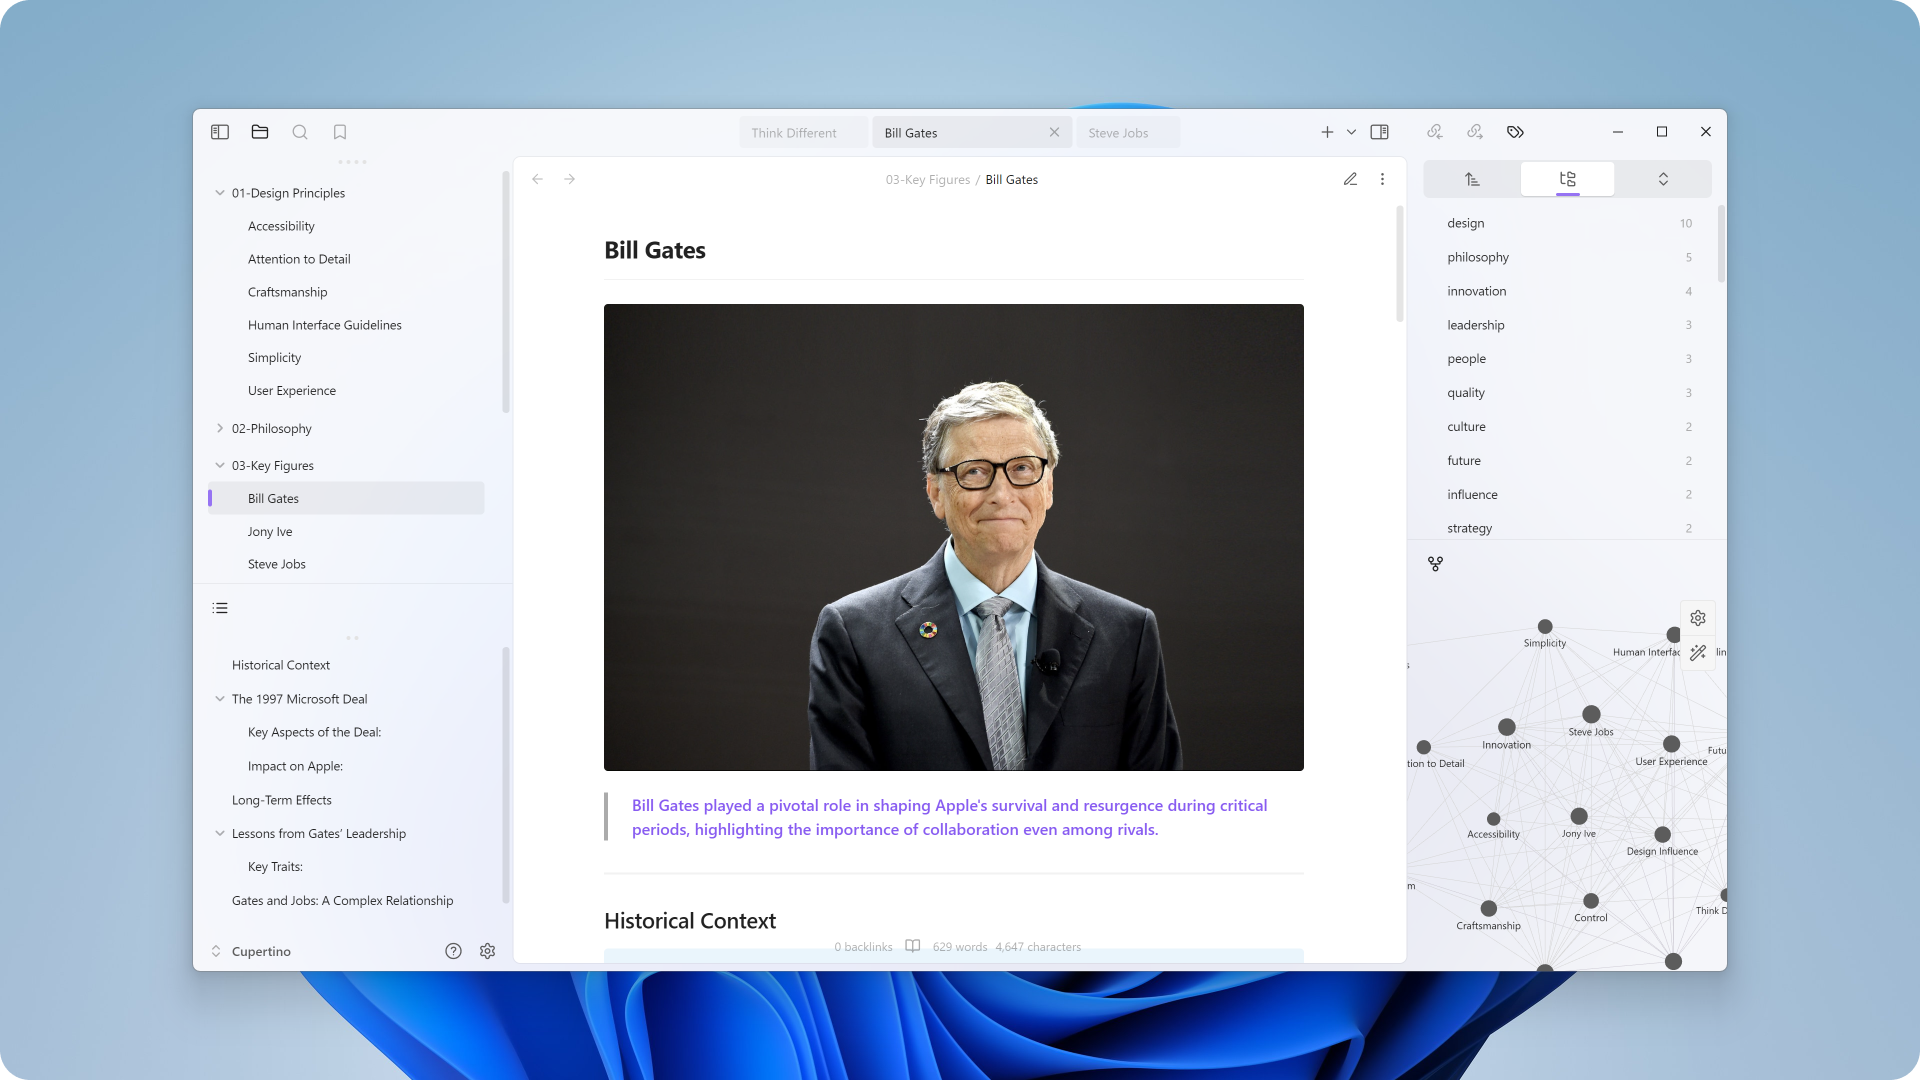 Think Different
Bill Gates
Steve Jobs
01-Design Principles
Accessibility
Attention to Detail
Craftsmanship
Human Interface Guidelines
Simplicity
User Experience
02-Philosophy
03-Key Figures
Bill Gates
Jony Ive
Steve Jobs
Historical Context
The 1997 Microsoft Deal
Key Aspects of the Deal:
Impact on Apple:
Long-Term Effects
Lessons from Gates’ Leadership
Key Traits:
Gates and Jobs: A Complex Relationship
Cupertino
03-Key Figures / Bill Gates
Bill Gates
Bill Gates played a pivotal role in shaping Apple's survival and resurgence during critical
periods, highlighting the importance of collaboration even among rivals.
Historical Context
0 backlinks 629 words 4,647 characters
design 10
philosophy 5
innovation 4
leadership 3
people 3
quality 3
culture 2
future 2
influence 2
strategy 2
Simplicity
Human Interfac lin
s
Steve Jobs
Innovation
Futu
User Experience
tion to Detail
Accessibility
Jony Ive
Design Influence
m
Think D
Control
Craftsmanship